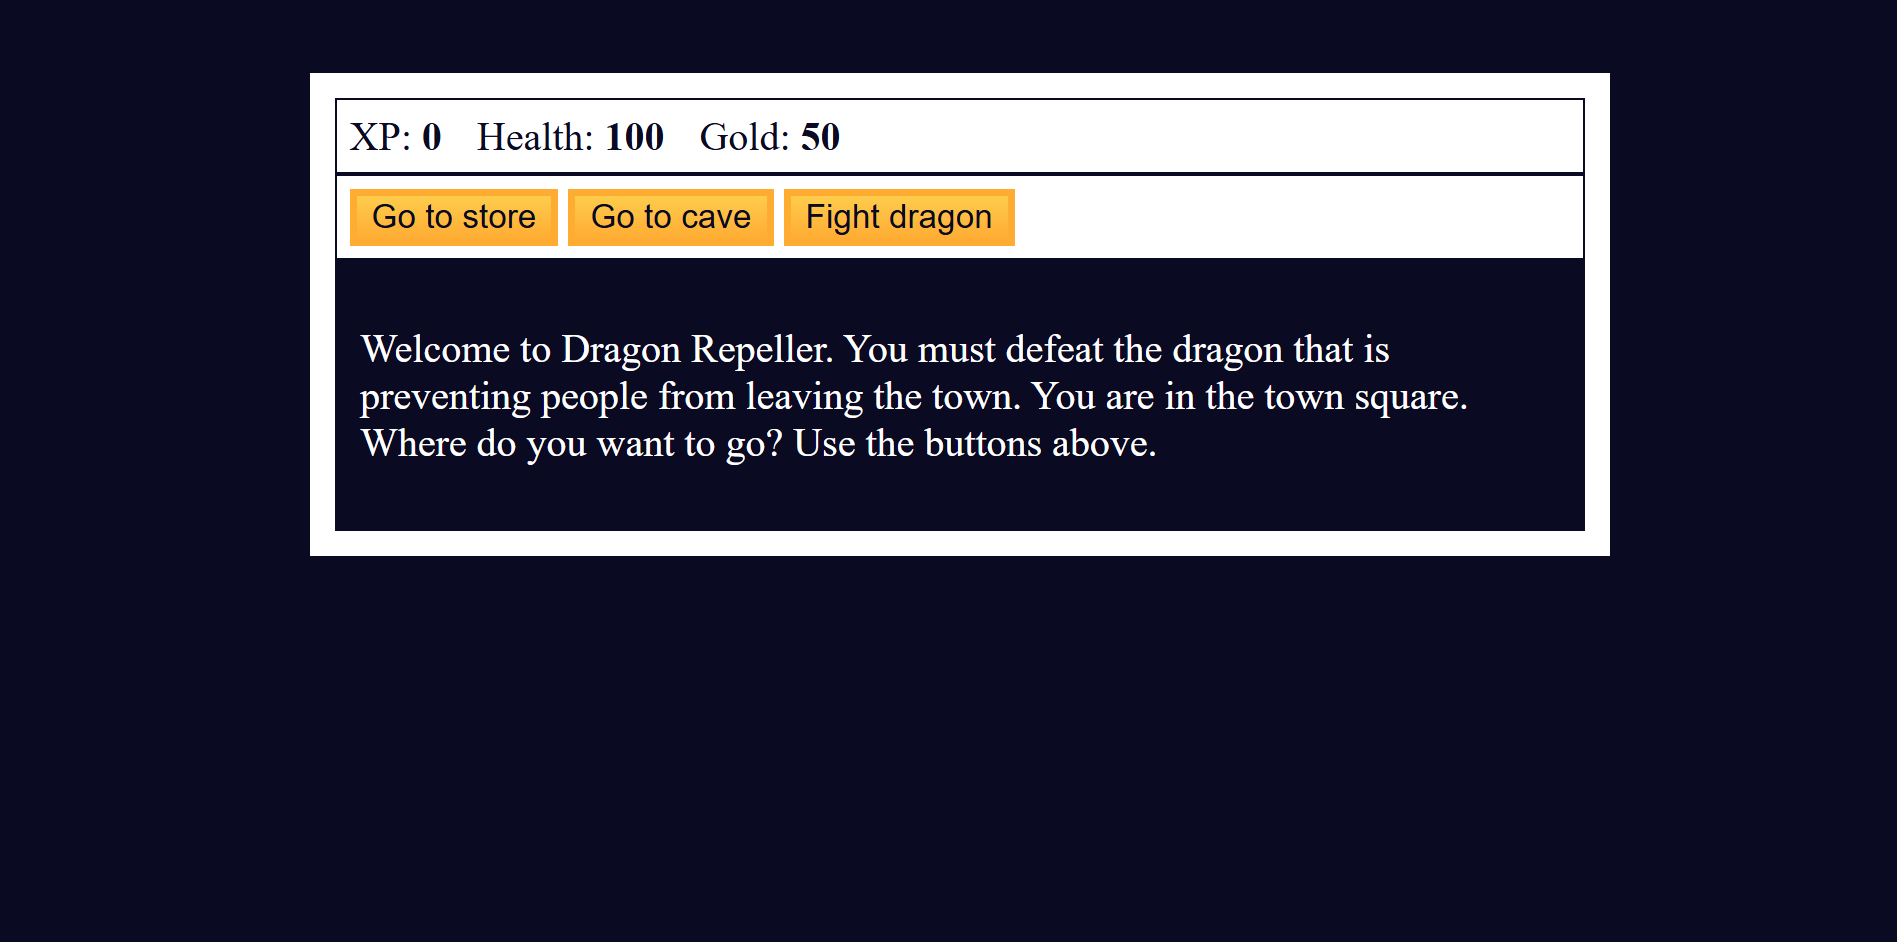 XP: 0 Health: 100 Gold: 50
Go to store Go to cave Fight dragon
Welcome to Dragon Repeller. You must defeat the dragon that is
preventing people from leaving the town. You are in the town square.
Where do you want to go? Use the buttons above.